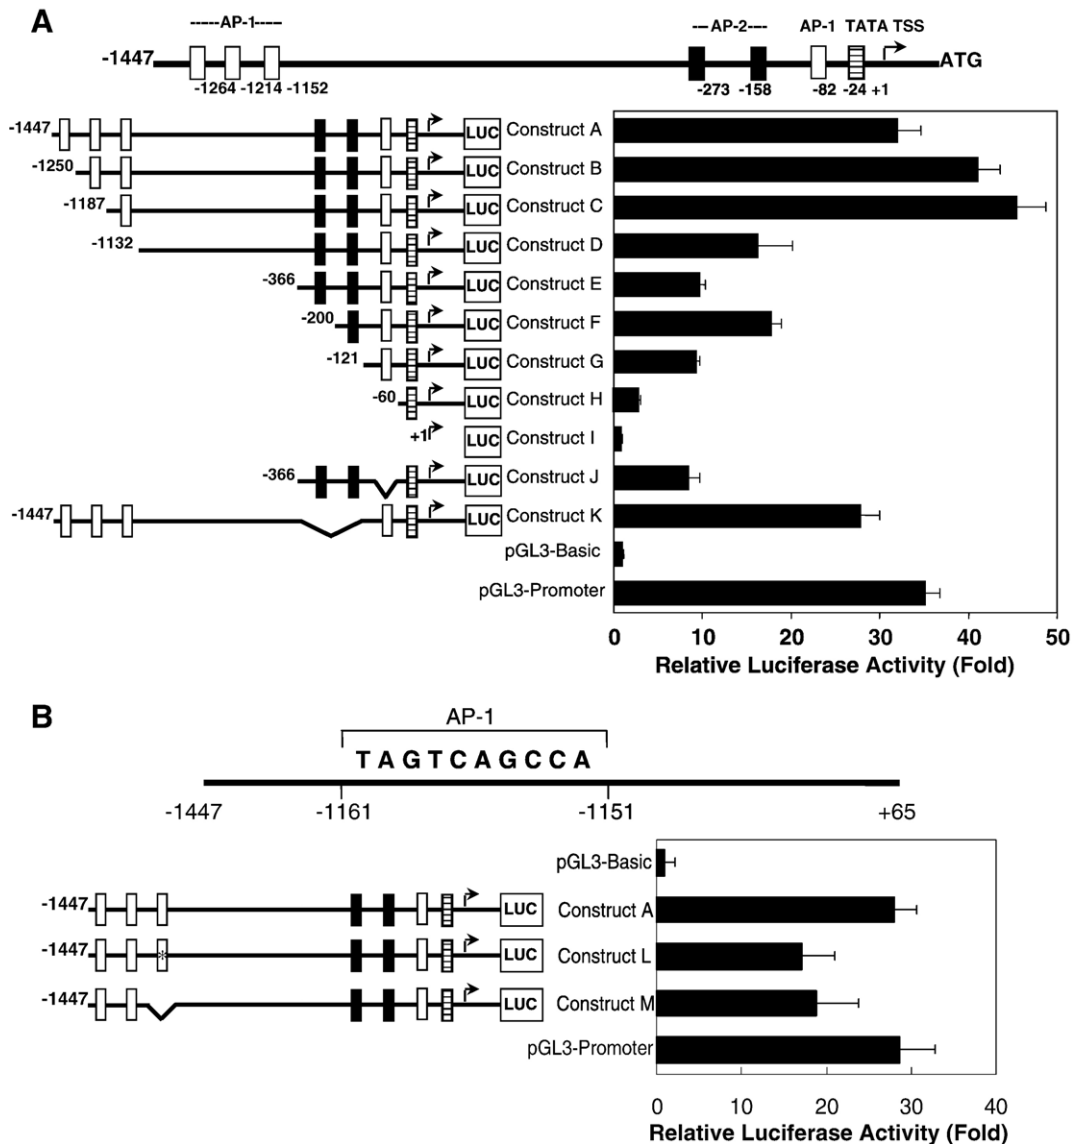 A
-----AP-1-----
--- AP-2----
AP-1 TATA TSS
-1447
ATG
-1264 -1214 -1152
-273 -158 -82 -24 +1
-1447 LUC Construct A
-1250 LUC Construct B
-1187 LUC Construct C
-1132 LUC Construct D
-366 LUC Construct E
-200 LUC Construct F
-121 LUC Construct G
-60 LUC Construct H
+1 LUC Construct I
-366 LUC Construct J
-1447 LUC Construct K
pGL3-Basic
pGL3-Promoter
0 10 20 30 40 50
Relative Luciferase Activity (Fold)
B
AP-1
T A G T C A G C C A
-1447 -1161 -1151 +65
pGL3-Basic
-1447 LUC Construct A
-1447 * LUC Construct L
-1447 LUC Construct M
pGL3-Promoter
0 10 20 30 40
Relative Luciferase Activity (Fold)